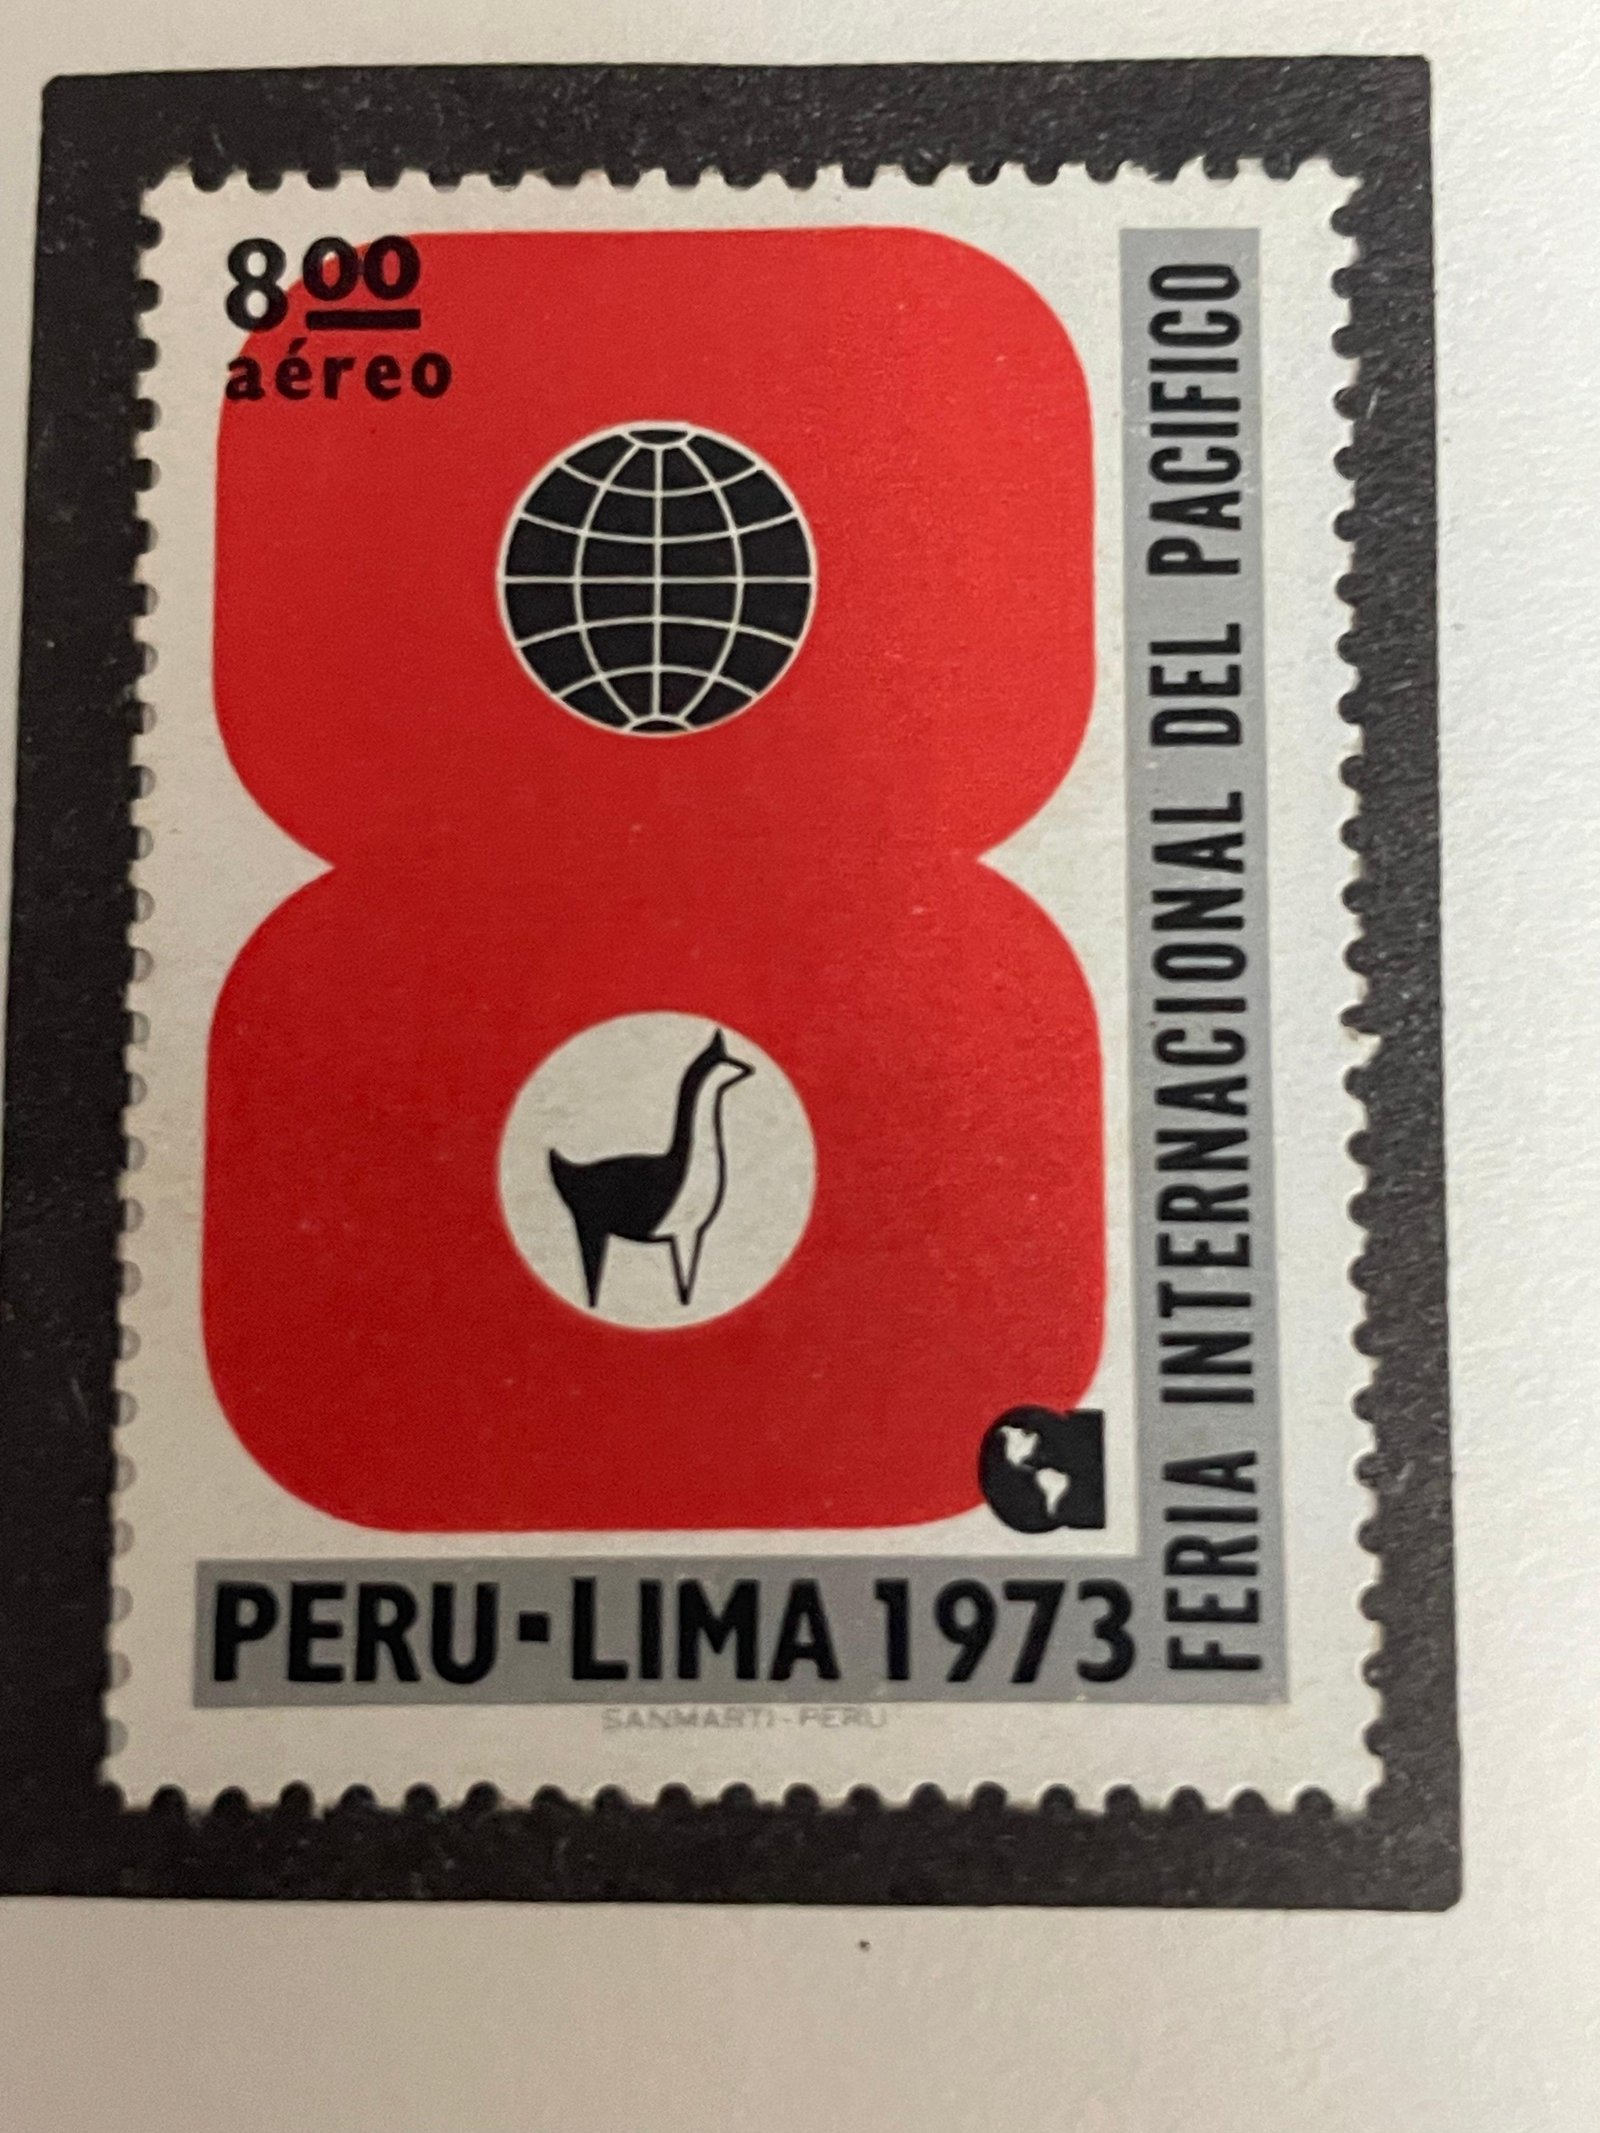 8 00
aéreo
FERIA INTERNACIONAL DEL PACIFICO
PERU-LIMA 1973
SANMARTI-PERU